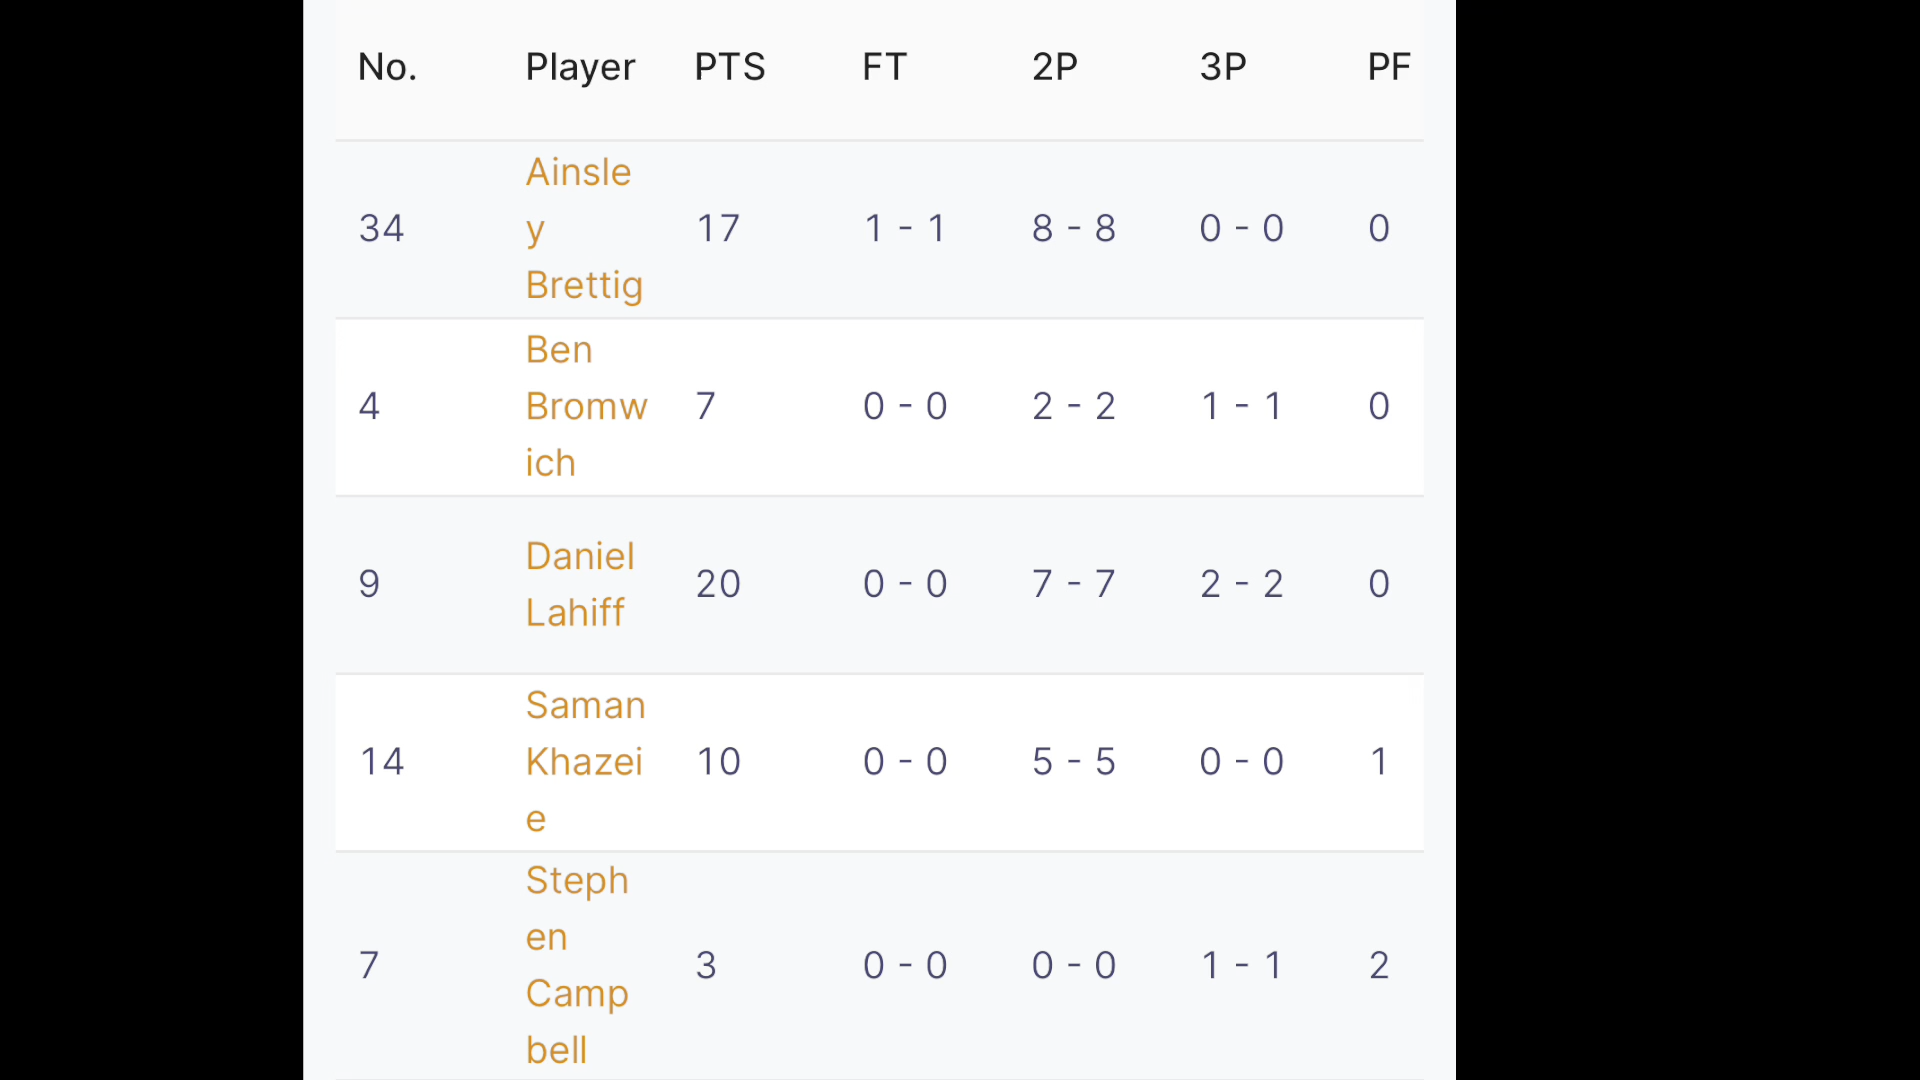 No. Player PTS FT 2P 3P PF
Ainsle
34 y 17 1 - 1 8 - 8 0 - 0 0
Brettig
Ben
4 Bromw 7 0 - 0 2 - 2 1 - 1 0
ich
Daniel
9 20 0 - 0 7 - 7 2 - 2 0
Lahiff
Saman
14 Khazei 10 0 - 0 5 - 5 0 - 0 1
e
Steph
en
7 3 0 - 0 0 - 0 1 - 1 2
Camp
bell